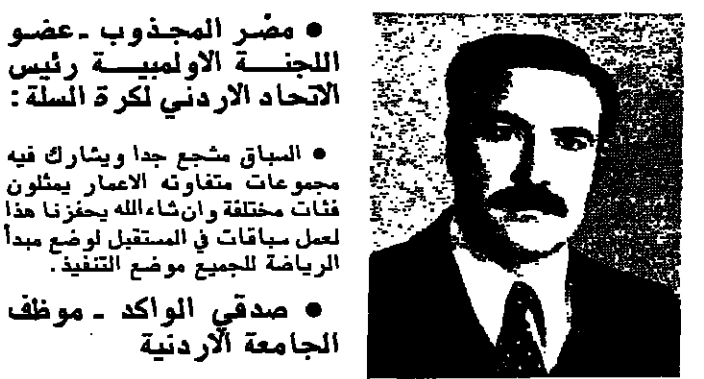 ● مضر المجذوب - عضو
اللجنة الاولمبية رئيس
الاتحاد الاردني لكرة السلة :
● السباق مشجع جدا ويشارك فيه
مجموعات متفاوته الاعمار يمثلون
فئات مختلفة وان شاء الله يحفزنا هذا
لعمل سباقات في المستقبل لوضع مبدأ
الرياضة للجميع موضع التنفيذ .
● صدقي الواكد - موظف
الجامعة الاردنية